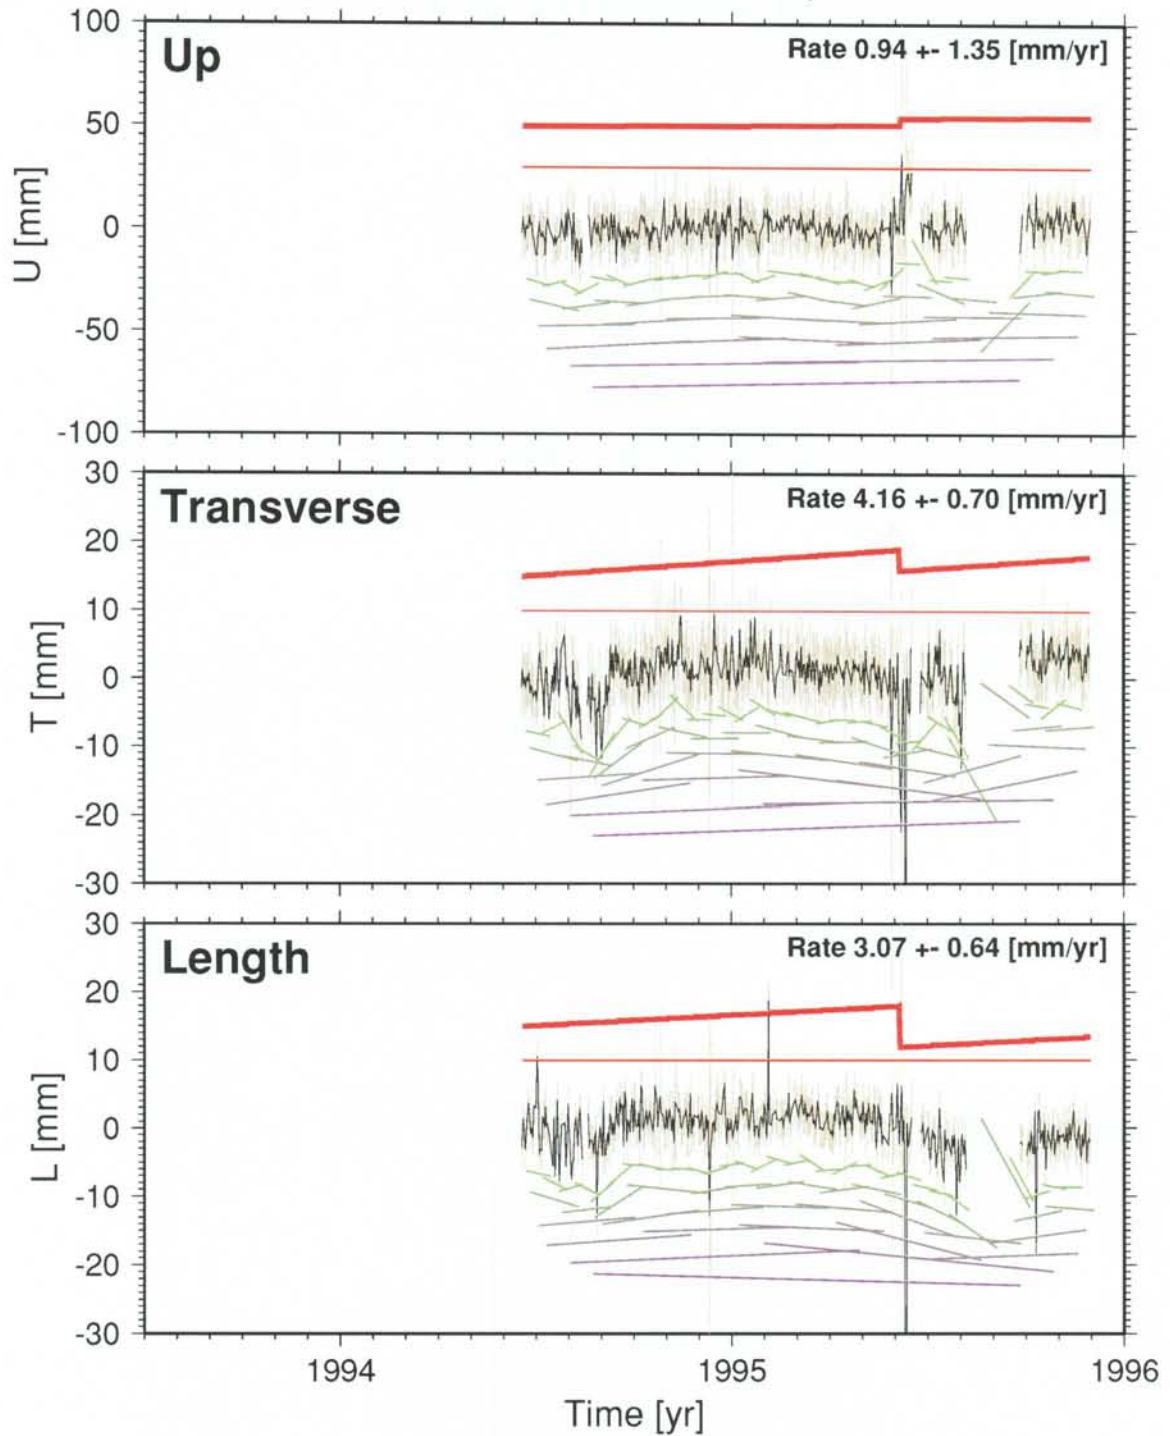 Up
Rate 0.94 +- 1.35 [mm/yr]
100
50
0
-50
-100
U [mm]
Transverse
Rate 4.16 +- 0.70 [mm/yr]
30
20
10
0
-10
-20
-30
T [mm]
Length
Rate 3.07 +- 0.64 [mm/yr]
30
20
10
0
-10
-20
-30
L [mm]
1994
1995
1996
Time [yr]